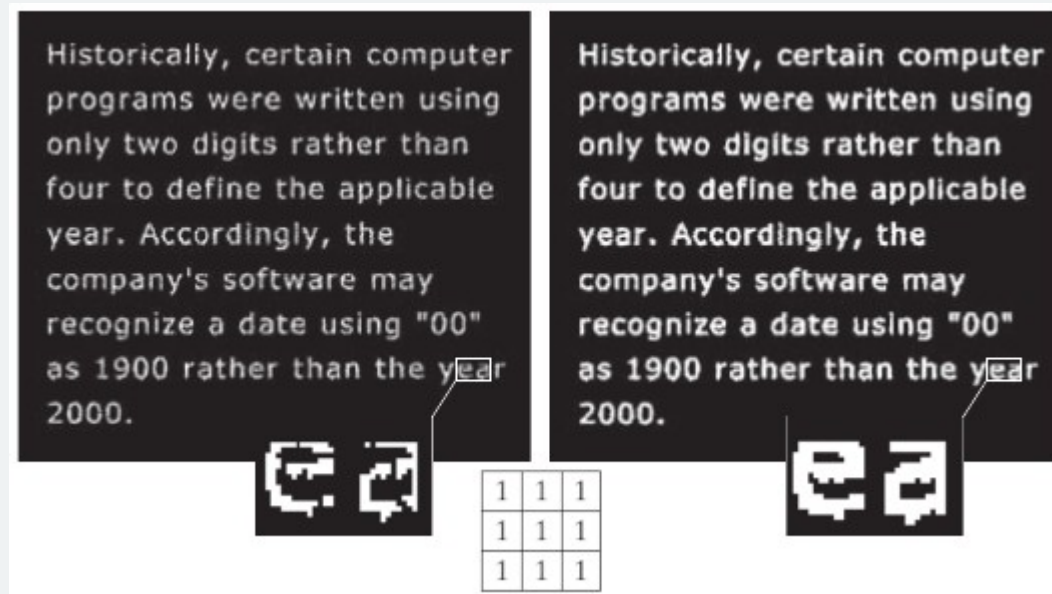 Historically, certain computer
programs were written using
only two digits rather than
four to define the applicable
year. Accordingly, the
company's software may
recognize a date using "00"
as 1900 rather than the year
2000.
e a
Historically, certain computer
programs were written using
only two digits rather than
four to define the applicable
year. Accordingly, the
company's software may
recognize a date using "00"
as 1900 rather than the year
2000.
e a
1 1 1
1 1 1
1 1 1